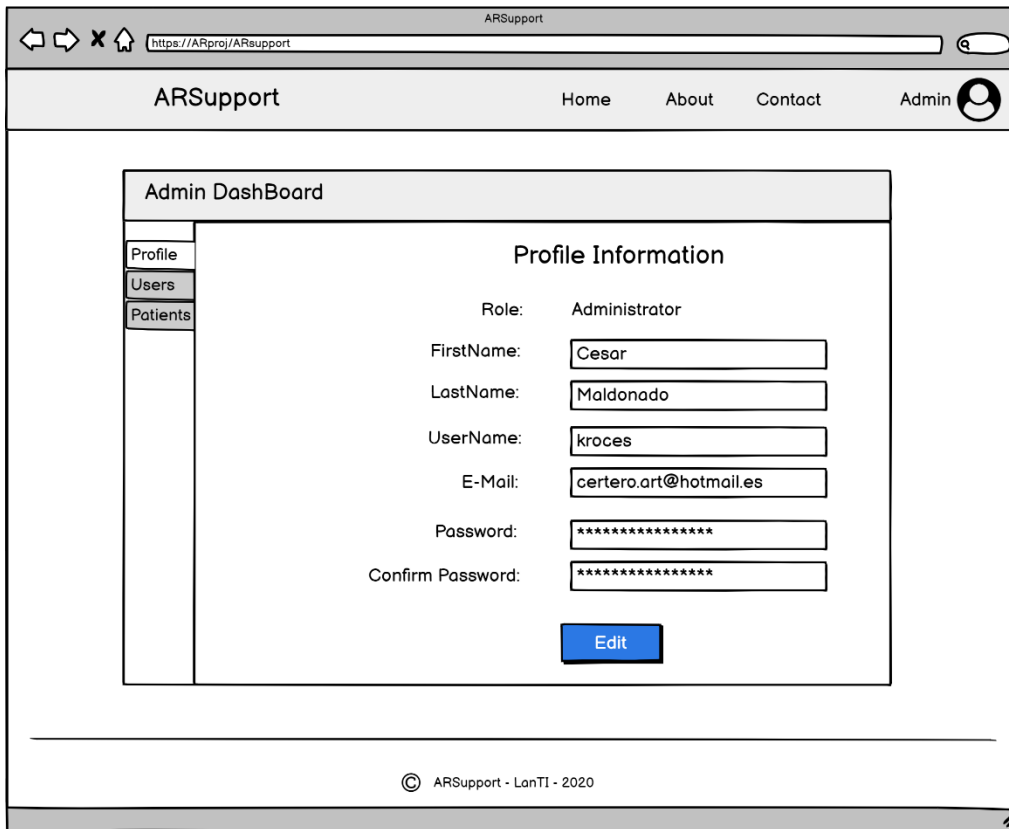 ARSupport
https://ARproj/ARsupport
ARSupport Home About Contact Admin
Admin DashBoard
Profile
Users
Patients
Profile Information
Role: Administrator
FirstName: Cesar
LastName: Maldonado
UserName: kroces
E-Mail: certero.art@hotmail.es
Password: ****************
Confirm Password: ****************
Edit
© ARSupport - LanTI - 2020